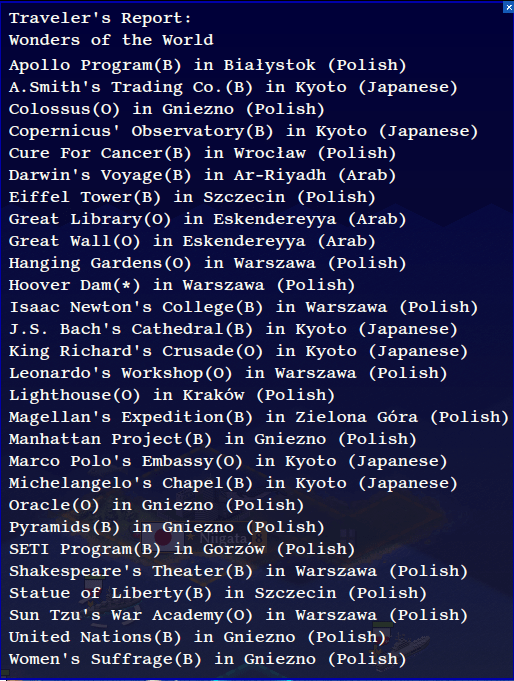 Traveler's Report:
Wonders of the World
Apollo Program(B) in Białystok (Polish)
A.Smith's Trading Co.(B) in Kyoto (Japanese)
Colossus(O) in Gniezno (Polish)
Copernicus' Observatory(B) in Kyoto (Japanese)
Cure For Cancer(B) in Wrocław (Polish)
Darwin's Voyage(B) in Ar-Riyadh (Arab)
Eiffel Tower(B) in Szczecin (Polish)
Great Library(O) in Eskendereyya (Arab)
Great Wall(O) in Eskendereyya (Arab)
Hanging Gardens(O) in Warszawa (Polish)
Hoover Dam(*) in Warszawa (Polish)
Isaac Newton's College(B) in Warszawa (Polish)
J.S. Bach's Cathedral(B) in Kyoto (Japanese)
King Richard's Crusade(O) in Kyoto (Japanese)
Leonardo's Workshop(O) in Warszawa (Polish)
Lighthouse(O) in Kraków (Polish)
Magellan's Expedition(B) in Zielona Góra (Polish)
Manhattan Project(B) in Gniezno (Polish)
Marco Polo's Embassy(O) in Kyoto (Japanese)
Michelangelo's Chapel(B) in Kyoto (Japanese)
Oracle(O) in Gniezno (Polish)
Pyramids(B) in Gniezno (Polish)
Niigata 8
SETI Program(B) in Gorzów (Polish)
Shakespeare's Theater(B) in Warszawa (Polish)
Statue of Liberty(B) in Szczecin (Polish)
Sun Tzu's War Academy(O) in Warszawa (Polish)
United Nations(B) in Gniezno (Polish)
Women's Suffrage(B) in Gniezno (Polish)